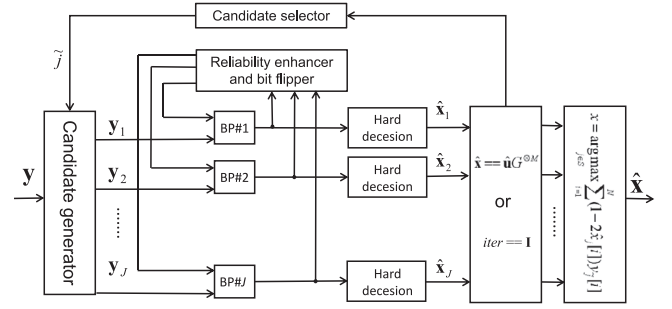 Candidate selector
j̃
Reliability enhancer
and bit flipper
Candidate generator
y
y₁
y₂
......
y_J
BP#1
BP#2
BP#J
Hard
decesion
Hard
decesion
Hard
decesion
x̂₁
x̂₂
x̂_J
x̂ == ûG^⊗M
or
iter == I
......
x = arg max_{j∈S} ∑_{i=1}^{N} (1-2x̂_j[i])y_j[i]
x̂